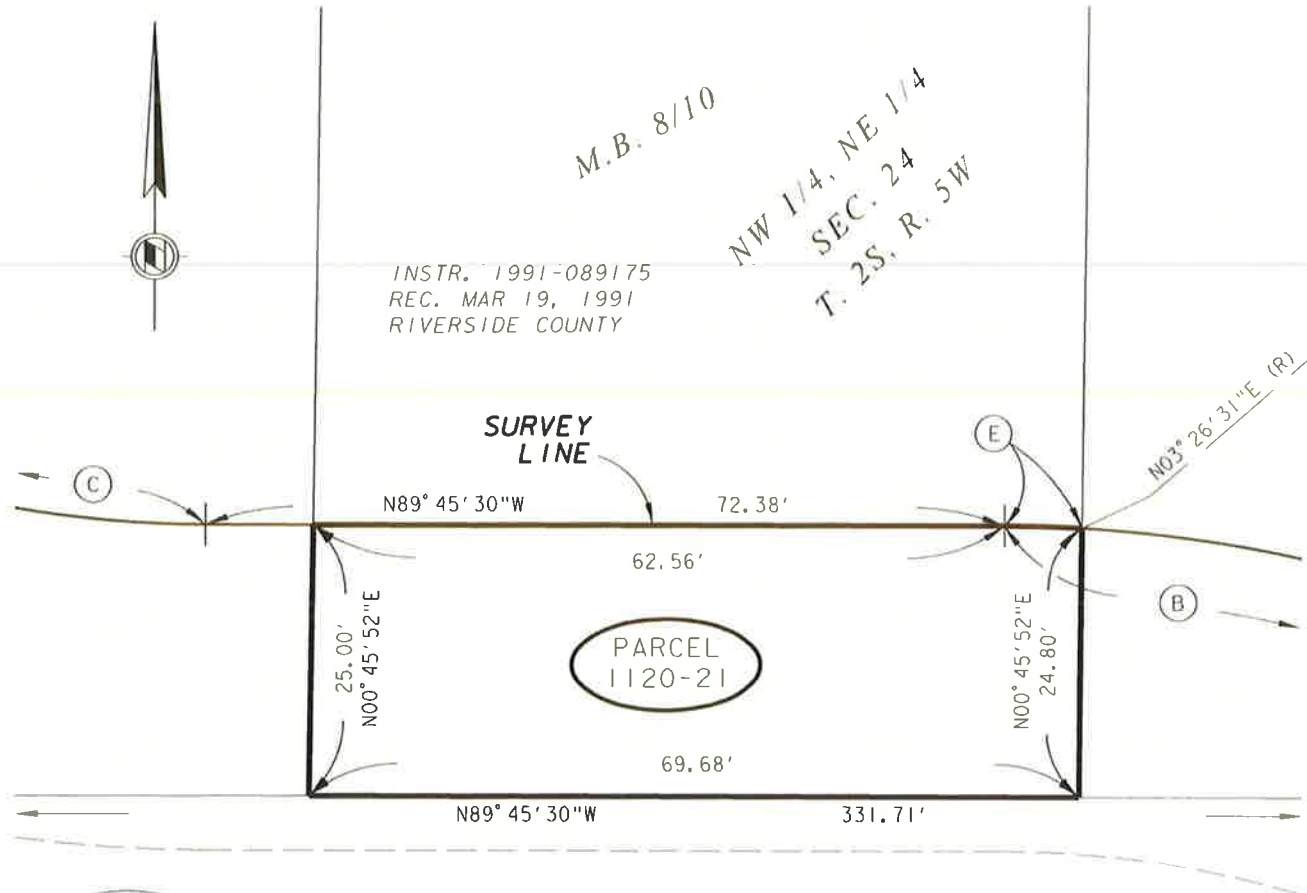 M.B. 8/10
NW 1/4, NE 1/4
SEC. 24
T. 2S, R. 5W
INSTR. 1991-089175
REC. MAR 19, 1991
RIVERSIDE COUNTY
N03°26'31"E (R)
SURVEY
LINE
E
C
N89°45'30"W 72.38'
62.56'
B
25.00'
N00°45'52"E
PARCEL
1120-21
N00°45'52"E
24.80'
69.68'
N89°45'30"W 331.71'